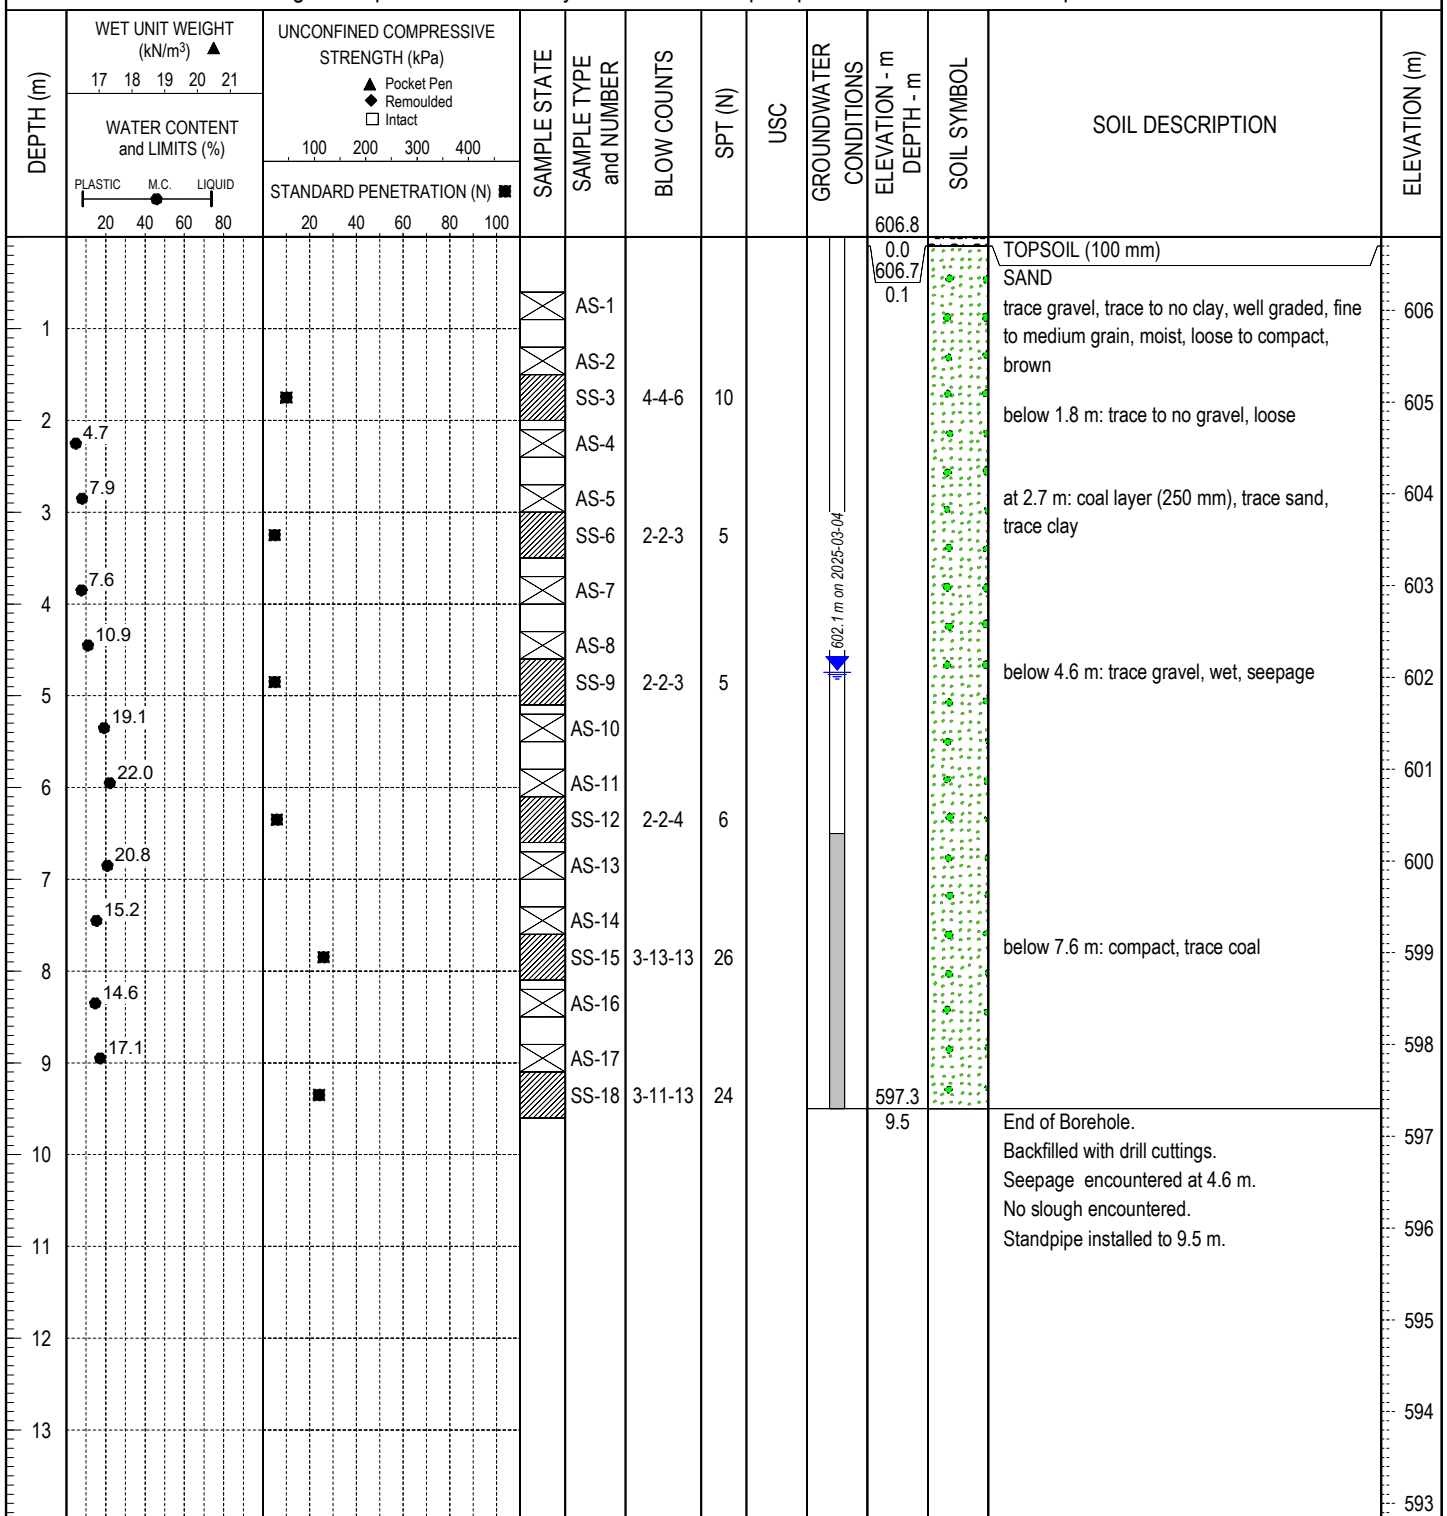 WET UNIT WEIGHT
(kN/m³)
17 18 19 20 21
WATER CONTENT
and LIMITS (%)
PLASTIC M.C. LIQUID
20 40 60 80
UNCONFINED COMPRESSIVE
STRENGTH (kPa)
Pocket Pen
Remoulded
Intact
100 200 300 400
STANDARD PENETRATION (N)
20 40 60 80 100
DEPTH (m)
SAMPLE STATE
SAMPLE TYPE
and NUMBER
BLOW COUNTS
SPT (N)
USC
GROUNDWATER
CONDITIONS
ELEVATION - m
DEPTH - m
SOIL SYMBOL
SOIL DESCRIPTION
ELEVATION (m)
606.8
0.0
606.7
0.1
TOPSOIL (100 mm)
SAND
trace gravel, trace to no clay, well graded, fine
to medium grain, moist, loose to compact,
brown
AS-1
606
1
AS-2
SS-3 4-4-6 10
605
below 1.8 m: trace to no gravel, loose
2
4.7
AS-4
7.9
AS-5
604
at 2.7 m: coal layer (250 mm), trace sand,
trace clay
3
SS-6 2-2-3 5
602.1 m on 2025-03-04
7.6
AS-7
603
4
10.9
AS-8
below 4.6 m: trace gravel, wet, seepage
SS-9 2-2-3 5
602
5
19.1
AS-10
22.0
AS-11
601
6
SS-12 2-2-4 6
20.8
AS-13
600
7
15.2
AS-14
below 7.6 m: compact, trace coal
SS-15 3-13-13 26
599
8
14.6
AS-16
17.1
AS-17
598
9
SS-18 3-11-13 24
597.3
9.5
End of Borehole.
597
Backfilled with drill cuttings.
10
Seepage encountered at 4.6 m.
No slough encountered.
596
Standpipe installed to 9.5 m.
11
595
12
594
13
593